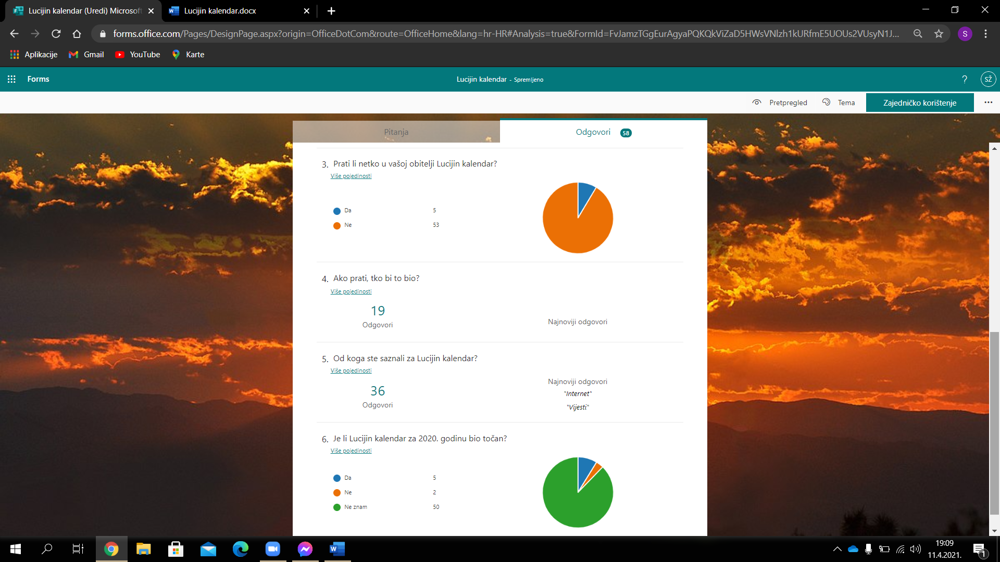 Lucijin kalendar (Uredi) Microsoft
Lucijin kalendar.docx
forms.office.com/Pages/DesignPage.aspx?origin=OfficeDotCom&route=OfficeHome&lang=hr-HR#Analysis=true&FormId=FvJamzTGgEurAgyaPQKQkViZaD5HWsVNlzh1kURfmE5UOUs2VUsyN1J...
S
Aplikacije
Gmail
YouTube
Karte
Forms
Lucijin kalendar - Spremljeno
?
SŽ
Pretpregled
Tema
Zajedničko korištenje
Pitanja
Odgovori 58
3. Prati li netko u vašoj obitelji Lucijin kalendar?
Više pojedinosti
Da 5
Ne 53
4. Ako prati, tko bi to bio?
Više pojedinosti
19
Odgovori
Najnoviji odgovori
5. Od koga ste saznali za Lucijin kalendar?
Više pojedinosti
36
Odgovori
Najnoviji odgovori
"Internet"
"Vijesti"
6. Je li Lucijin kalendar za 2020. godinu bio točan?
Više pojedinosti
Da 5
Ne 2
Ne znam 50
19:09
11.4.2021.
1